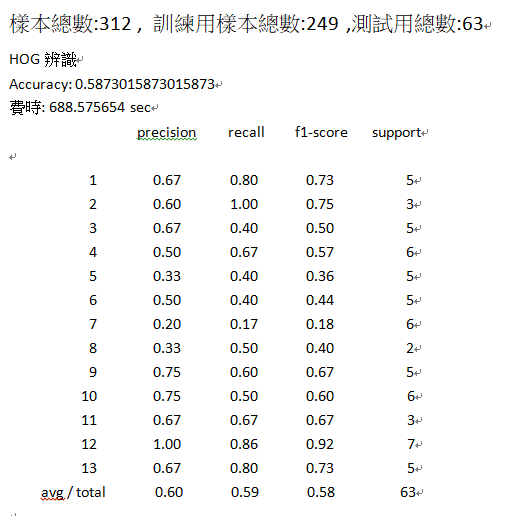 樣本總數:312 , 訓練用樣本總數:249 ,測試用總數:63
HOG 辨識
Accuracy: 0.5873015873015873
費時: 688.575654 sec
precision recall f1-score support
1 0.67 0.80 0.73 5
2 0.60 1.00 0.75 3
3 0.67 0.40 0.50 5
4 0.50 0.67 0.57 6
5 0.33 0.40 0.36 5
6 0.50 0.40 0.44 5
7 0.20 0.17 0.18 6
8 0.33 0.50 0.40 2
9 0.75 0.60 0.67 5
10 0.75 0.50 0.60 6
11 0.67 0.67 0.67 3
12 1.00 0.86 0.92 7
13 0.67 0.80 0.73 5
avg / total 0.60 0.59 0.58 63